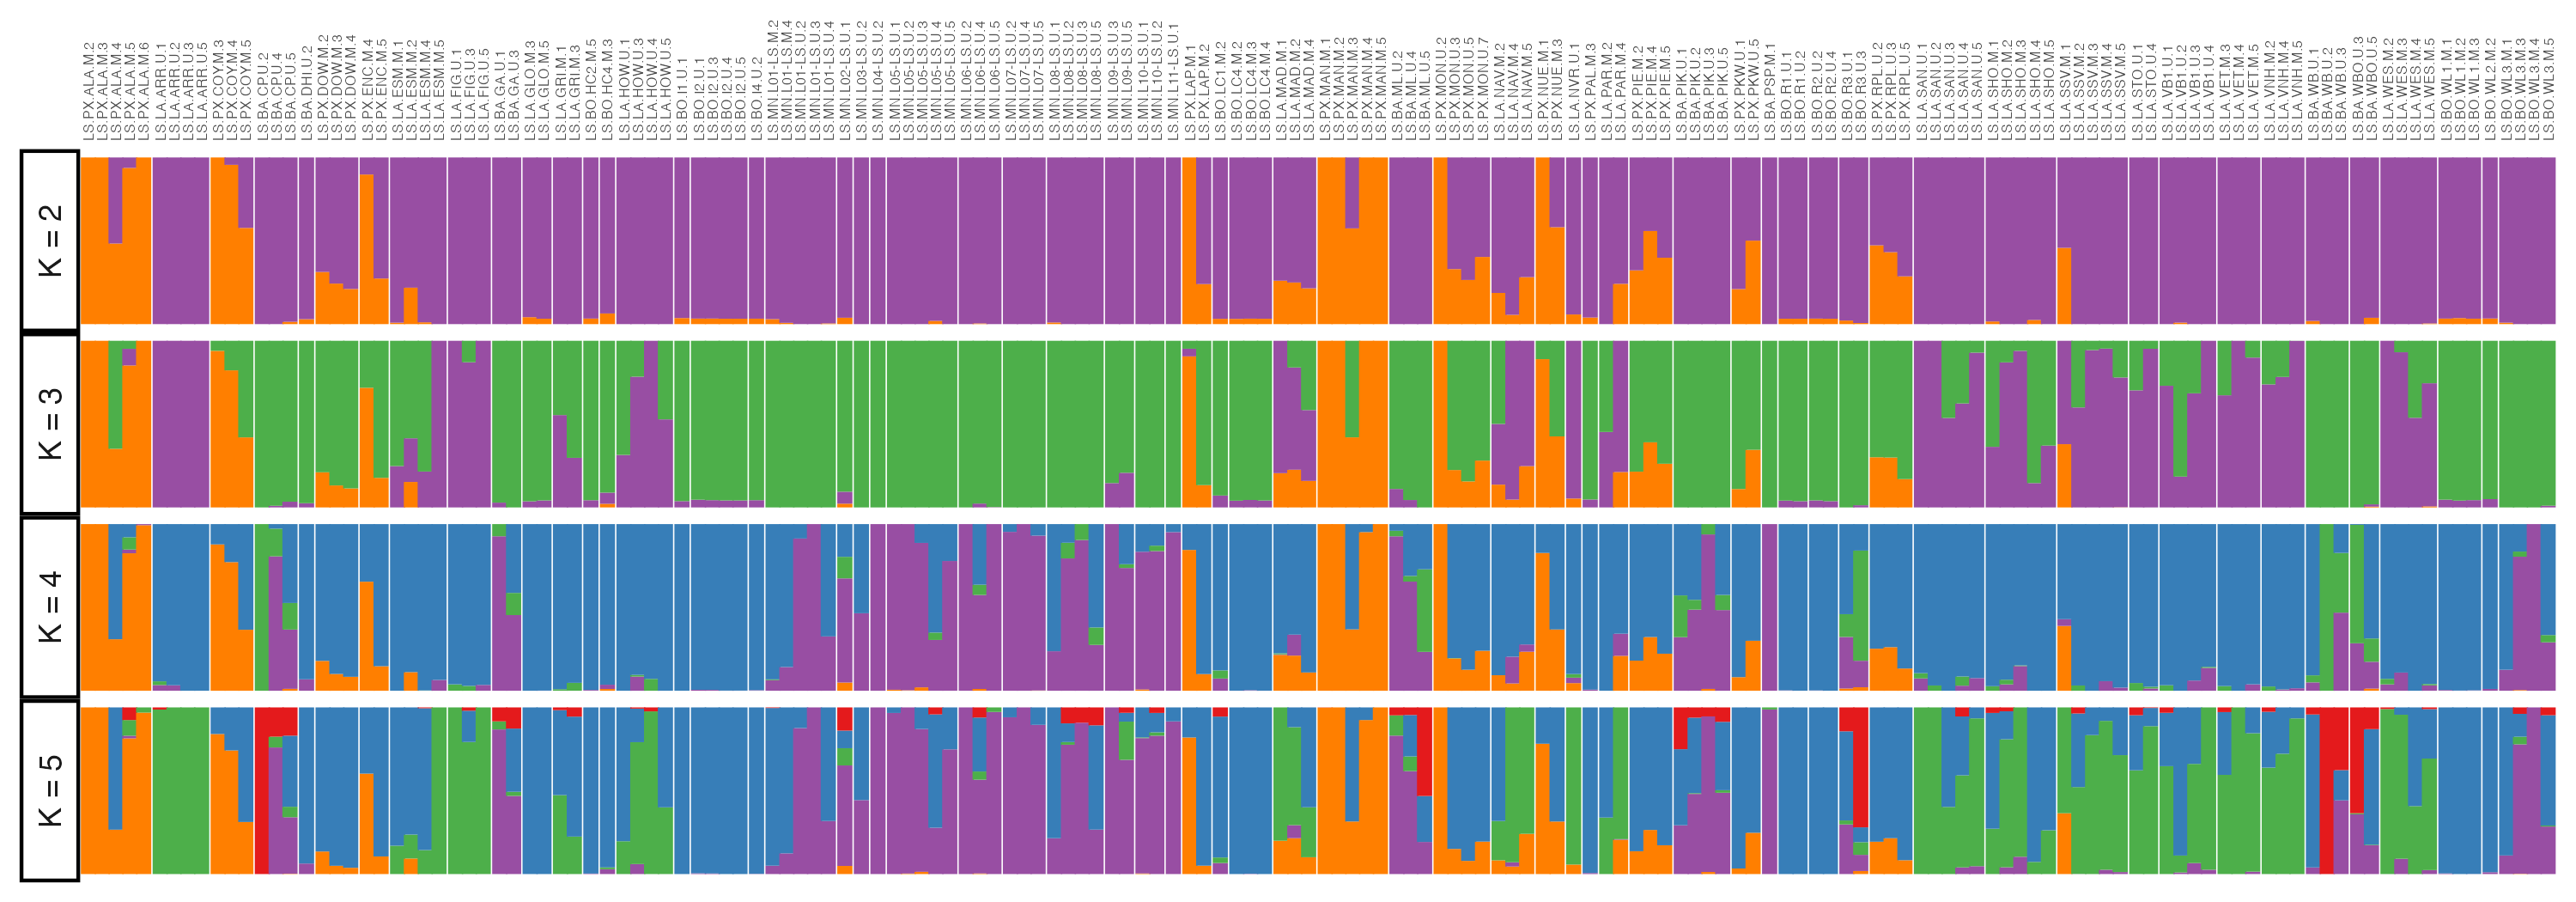 LS.PX.ALA.M.2
LS.PX.ALA.M.3
LS.PX.ALA.M.4
LS.PX.ALA.M.5
LS.PX.ALA.M.6
LS.LA.ARR.U.1
LS.LA.ARR.U.2
LS.LA.ARR.U.3
LS.LA.ARR.U.5
LS.PX.COY.M.3
LS.PX.COY.M.4
LS.PX.COY.M.5
LS.BA.CP.U.2
LS.BA.CP.U.4
LS.BA.CP.U.5
LS.BA.DHI.U.2
LS.PX.DOW.M.2
LS.PX.DOW.M.3
LS.PX.DOW.M.4
LS.PX.ENC.M.4
LS.PX.ENC.M.5
LS.LA.ESM.M.1
LS.LA.ESM.M.2
LS.LA.ESM.M.4
LS.LA.ESM.M.5
LS.LA.FIG.U.1
LS.LA.FIG.U.3
LS.LA.FIG.U.5
LS.BA.GA.U.1
LS.BA.GA.U.3
LS.LA.GLO.M.3
LS.LA.GLO.M.5
LS.LA.GRI.M.1
LS.LA.GRI.M.3
LS.BO.HC2.M.5
LS.BO.HC4.M.3
LS.LA.HOW.U.1
LS.LA.HOW.U.3
LS.LA.HOW.U.4
LS.LA.HOW.U.5
LS.BO.I1.U.1
LS.BO.I2.U.1
LS.BO.I2.U.3
LS.BO.I2.U.4
LS.BO.I2.U.5
LS.BO.I4.U.2
LS.MN.L01-LS.M.2
LS.MN.L01-LS.M.4
LS.MN.L01-LS.U.2
LS.MN.L01-LS.U.3
LS.MN.L01-LS.U.4
LS.MN.L02-LS.U.1
LS.MN.L03-LS.U.2
LS.MN.L04-LS.U.2
LS.MN.L05-LS.U.1
LS.MN.L05-LS.U.2
LS.MN.L05-LS.U.3
LS.MN.L05-LS.U.4
LS.MN.L05-LS.U.5
LS.MN.L06-LS.U.2
LS.MN.L06-LS.U.4
LS.MN.L06-LS.U.5
LS.MN.L07-LS.U.2
LS.MN.L07-LS.U.4
LS.MN.L07-LS.U.5
LS.MN.L08-LS.U.1
LS.MN.L08-LS.U.2
LS.MN.L08-LS.U.3
LS.MN.L08-LS.U.5
LS.MN.L09-LS.U.3
LS.MN.L09-LS.U.5
LS.MN.L10-LS.U.1
LS.MN.L10-LS.U.2
LS.MN.L11-LS.U.1
LS.PX.LAP.M.1
LS.PX.LAP.M.2
LS.BO.LC1.M.2
LS.BO.LC4.M.2
LS.BO.LC4.M.3
LS.BO.LC4.M.4
LS.LA.MAD.M.1
LS.LA.MAD.M.2
LS.LA.MAD.M.4
LS.PX.MAN.M.1
LS.PX.MAN.M.2
LS.PX.MAN.M.3
LS.PX.MAN.M.4
LS.PX.MAN.M.5
LS.BA.ML.U.2
LS.BA.ML.U.4
LS.BA.ML.U.5
LS.PX.MON.U.2
LS.PX.MON.U.3
LS.PX.MON.U.5
LS.PX.MON.U.7
LS.LA.NAV.M.2
LS.LA.NAV.M.4
LS.LA.NAV.M.5
LS.PX.NUE.M.1
LS.PX.NUE.M.3
LS.LA.NVR.U.1
LS.PX.PAL.M.3
LS.LA.PAR.M.2
LS.LA.PAR.M.4
LS.PX.PIE.M.2
LS.PX.PIE.M.4
LS.PX.PIE.M.5
LS.BA.PIK.U.1
LS.BA.PIK.U.2
LS.BA.PIK.U.3
LS.BA.PIK.U.5
LS.PX.PKW.U.1
LS.PX.PKW.U.5
LS.BA.PSP.M.1
LS.BO.R1.U.1
LS.BO.R1.U.2
LS.BO.R2.U.2
LS.BO.R2.U.4
LS.BO.R3.U.1
LS.BO.R3.U.3
LS.PX.RPL.U.2
LS.PX.RPL.U.3
LS.PX.RPL.U.5
LS.LA.SAN.U.1
LS.LA.SAN.U.2
LS.LA.SAN.U.3
LS.LA.SAN.U.4
LS.LA.SAN.U.5
LS.LA.SHO.M.1
LS.LA.SHO.M.2
LS.LA.SHO.M.3
LS.LA.SHO.M.4
LS.LA.SHO.M.5
LS.LA.SSV.M.1
LS.LA.SSV.M.2
LS.LA.SSV.M.3
LS.LA.SSV.M.4
LS.LA.SSV.M.5
LS.LA.STO.U.1
LS.LA.STO.U.4
LS.LA.VB1.U.1
LS.LA.VB1.U.2
LS.LA.VB1.U.3
LS.LA.VB1.U.4
LS.LA.VET.M.3
LS.LA.VET.M.4
LS.LA.VET.M.5
LS.LA.VNH.M.2
LS.LA.VNH.M.4
LS.LA.VNH.M.5
LS.BA.WB.U.1
LS.BA.WB.U.2
LS.BA.WB.U.3
LS.BA.WBO.U.3
LS.BA.WBO.U.5
LS.LA.WES.M.2
LS.LA.WES.M.3
LS.LA.WES.M.4
LS.LA.WES.M.5
LS.BO.WL1.M.1
LS.BO.WL1.M.2
LS.BO.WL1.M.3
LS.BO.WL2.M.2
LS.BO.WL3.M.1
LS.BO.WL3.M.3
LS.BO.WL3.M.4
LS.BO.WL3.M.5
K = 2
K = 3
K = 4
K = 5